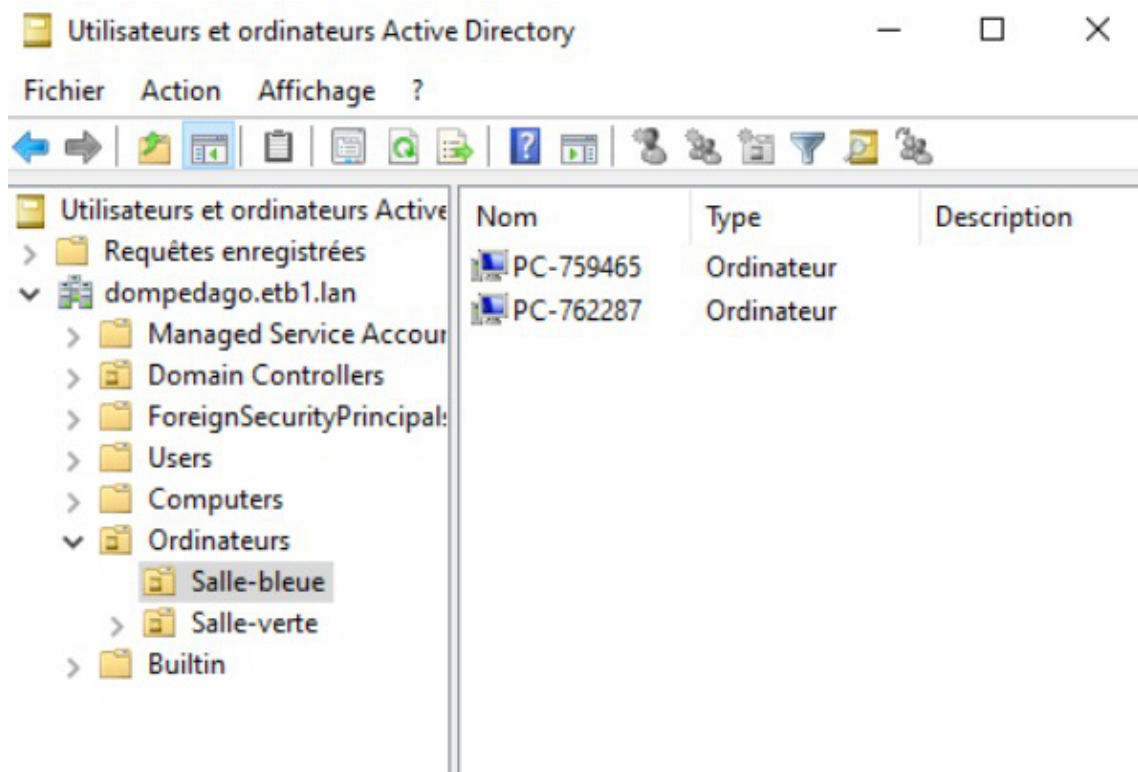 Utilisateurs et ordinateurs Active Directory
Fichier Action Affichage ?
Utilisateurs et ordinateurs Active
Requêtes enregistrées
dompedago.etb1.lan
Managed Service Accour
Domain Controllers
ForeignSecurityPrincipals
Users
Computers
Ordinateurs
Salle-bleue
Salle-verte
Builtin
Nom Type Description
PC-759465 Ordinateur
PC-762287 Ordinateur